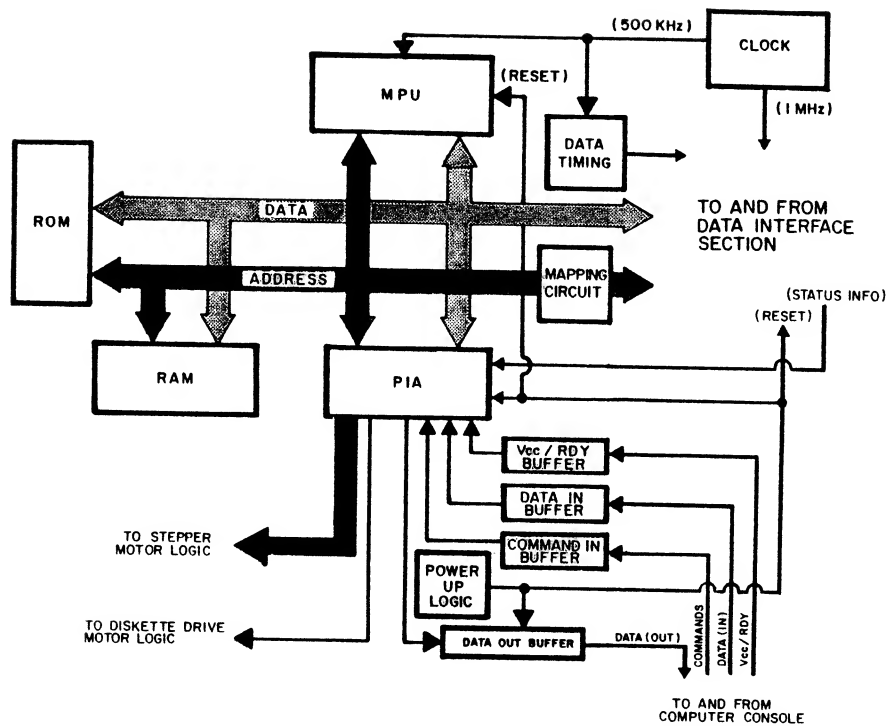 (500 KHz)
CLOCK
MPU
(RESET)
(1 MHz)
DATA
TIMING
ROM
DATA
TO AND FROM
DATA INTERFACE
SECTION
ADDRESS
MAPPING
CIRCUIT
(STATUS INFO)
(RESET)
RAM
PIA
Vcc / RDY
BUFFER
DATA IN
BUFFER
TO STEPPER
MOTOR LOGIC
COMMAND IN
BUFFER
POWER
UP
LOGIC
TO DISKETTE DRIVE
MOTOR LOGIC
DATA OUT BUFFER
DATA (OUT)
COMMANDS
DATA (IN)
Vcc / RDY
TO AND FROM
COMPUTER CONSOLE